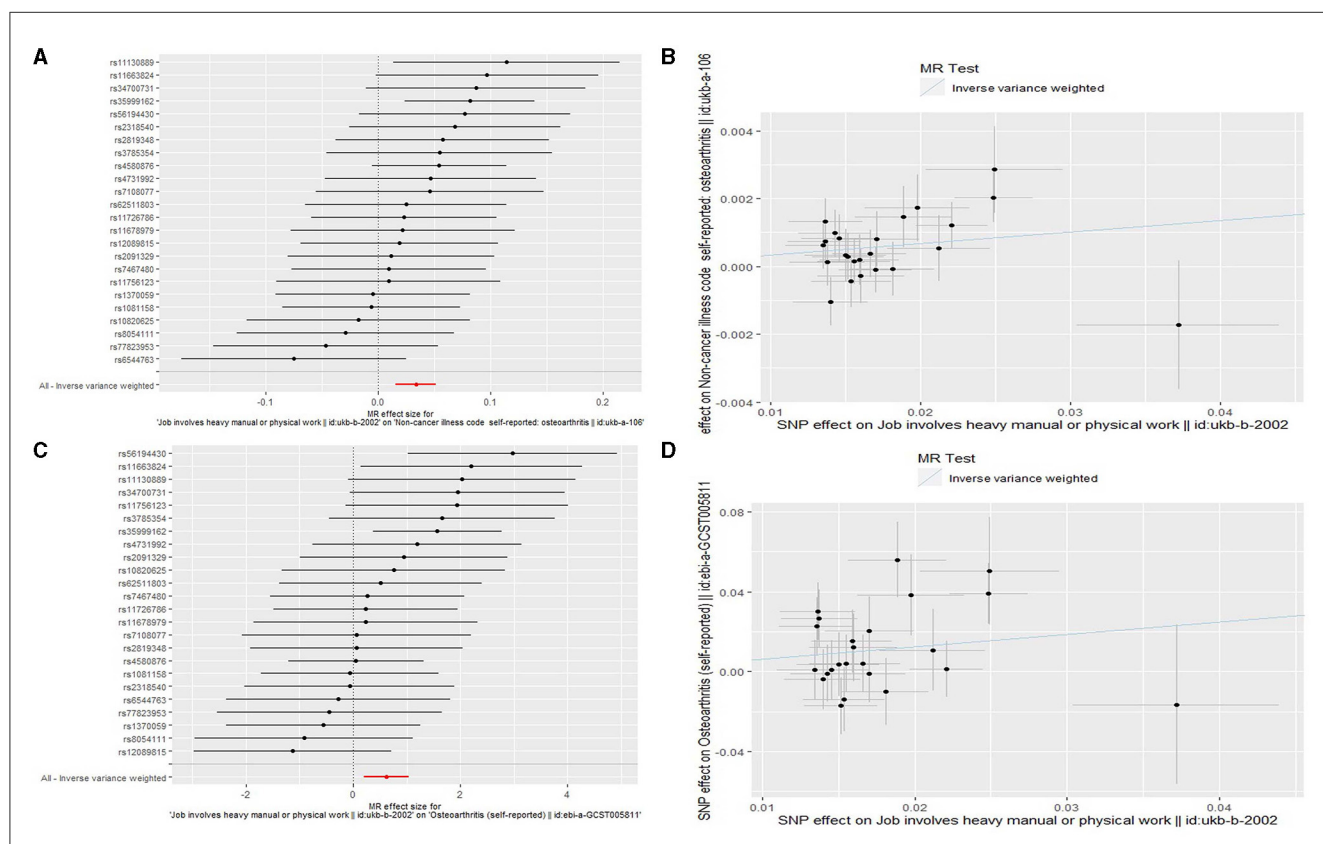 A
rs11130889
rs11663824
rs34700731
rs35999162
rs56194430
rs2318540
rs2819348
rs3785354
rs4580876
rs4731992
rs7108077
rs62511803
rs11726786
rs11678979
rs12089815
rs2091329
rs7467480
rs11756123
rs1370059
rs1081158
rs10820625
rs8054111
rs77823953
rs6544763
All - Inverse variance weighted
-0.1
0.0
0.1
0.2
MR effect size for
'Job involves heavy manual or physical work || id:ukb-b-2002' on 'Non-cancer illness code  self-reported: osteoarthritis || id:ukb-a-106'
B
MR Test
Inverse variance weighted
effect on Non-cancer illness code  self-reported: osteoarthritis || id:ukb-a-106
0.004
0.002
0.000
-0.002
-0.004
0.01
0.02
0.03
0.04
SNP effect on Job involves heavy manual or physical work || id:ukb-b-2002
C
rs56194430
rs11663824
rs11130889
rs34700731
rs11756123
rs3785354
rs35999162
rs4731992
rs2091329
rs10820625
rs62511803
rs7467480
rs11726786
rs11678979
rs7108077
rs2819348
rs4580876
rs1081158
rs2318540
rs6544763
rs77823953
rs1370059
rs8054111
rs12089815
All - Inverse variance weighted
-2
0
2
4
MR effect size for
'Job involves heavy manual or physical work || id:ukb-b-2002' on 'Osteoarthritis (self-reported) || id:ebi-a-GCST005811'
D
MR Test
Inverse variance weighted
SNP effect on Osteoarthritis (self-reported) || id:ebi-a-GCST005811
0.08
0.04
0.00
-0.04
0.01
0.02
0.03
0.04
SNP effect on Job involves heavy manual or physical work || id:ukb-b-2002